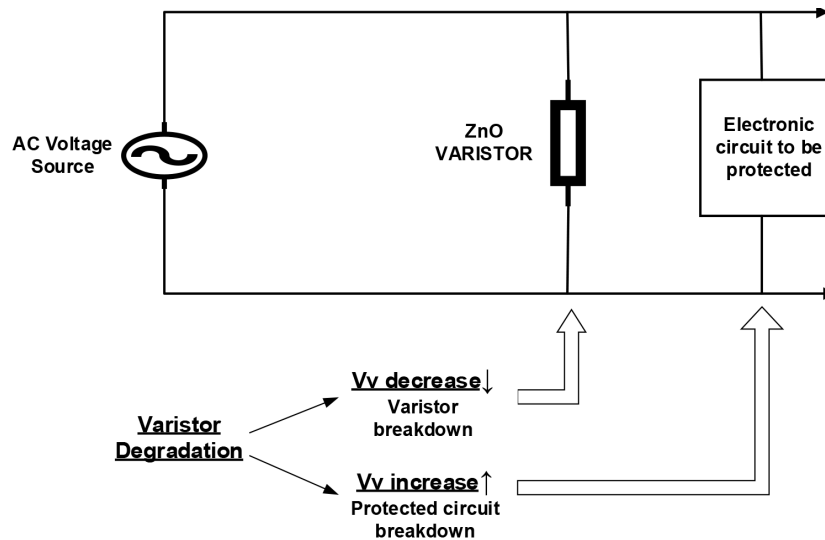 AC Voltage
Source
ZnO
VARISTOR
Electronic
circuit to be
protected
Vv decrease↓
Varistor
breakdown
Varistor
Degradation
Vv increase↑
Protected circuit
breakdown